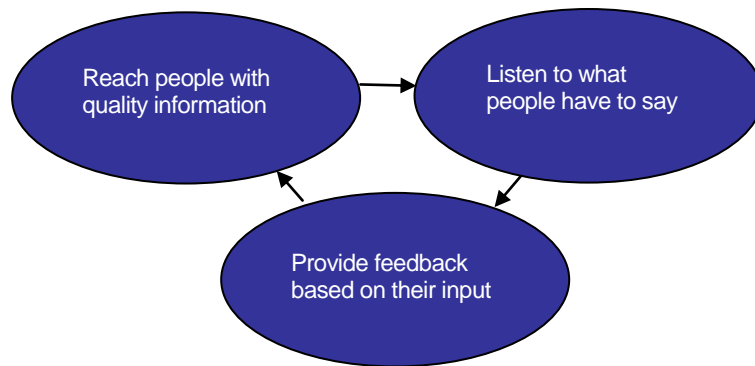 Reach people with
quality information
Listen to what
people have to say
Provide feedback
based on their input